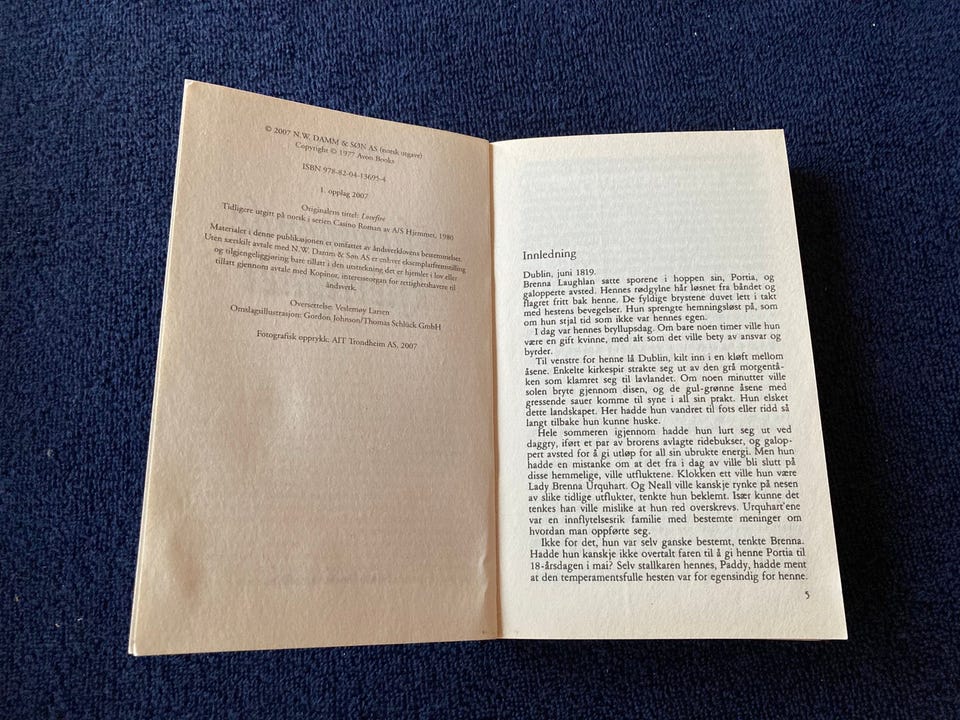 © 2007 N.W. DAMM & SØN AS (norsk utgave)
Copyright © 1977 Avon Books
ISBN 978-82-04-13695-4
1. opplag 2007
Originalens tittel: Lovefire
Tidligere utgitt på norsk i serien Casino Roman av A/S Hjemmet, 1980
Materialet i denne publikasjonen er omfattet av åndsverklovens bestemmelser.
Uten særskilt avtale med N.W. Damm & Søn AS er enhver eksemplarfremstilling
og tilgjengeliggjøring bare tillatt i den utstrekning det er hjemlet i lov eller
tillatt gjennom avtale med Kopinor, interesseorgan for rettighetshavere til
åndsverk.
Oversettelse: Veslemøy Larsen
Omslagsillustrasjon: Gordon Johnson/Thomas Schlück GmbH
Fotografisk opptrykk: AIT Trondheim AS, 2007
Innledning
Dublin, juni 1819.
Brenna Laughlan satte sporene i hoppen sin, Portia, og
galopperte avsted. Hennes rødgylne hår løsnet fra båndet og
flagret fritt bak henne. De fyldige brystene duvet lett i takt
med hestens bevegelser. Hun sprengte hemningsløst på, som
om hun stjal tid som ikke var hennes egen.
I dag var hennes bryllupsdag. Om bare noen timer ville hun
være en gift kvinne, med alt som det ville bety av ansvar og
byrder.
Til venstre for henne lå Dublin, kilt inn i en kløft mellom
åsene. Enkelte kirkespir strakte seg ut av den grå morgentå-
ken som klamret seg til lavlandet. Om noen minutter ville
solen bryte gjennom disen, og de gul-grønne åsene med
gressende sauer komme til syne i all sin prakt. Hun elsket
dette landskapet. Her hadde hun vandret til fots eller ridd så
langt tilbake hun kunne huske.
Hele sommeren igjennom hadde hun lurt seg ut ved
daggry, iført et par av brorens avlagte ridebukser, og galop-
pert avsted for å gi utløp for all sin ubrukte energi. Men hun
hadde en mistanke om at det fra i dag av ville bli slutt på
disse hemmelige, ville utfluktene. Klokken ett ville hun være
Lady Brenna Urquhart. Og Neall ville kanskje rynke på nesen
av slike tidlige utflukter, tenkte hun beklemt. Især kunne det
tenkes han ville mislike at hun red overskrevs. Urquhart'ene
var en innflytelsesrik familie med bestemte meninger om
hvordan man oppførte seg.
Ikke for det, hun var selv ganske bestemt, tenkte Brenna.
Hadde hun kanskje ikke overtalt faren til å gi henne Portia til
18-årsdagen i mai? Selv stallkaren hennes, Paddy, hadde ment
at den temperamentsfulle hesten var for egensindig for henne.
5